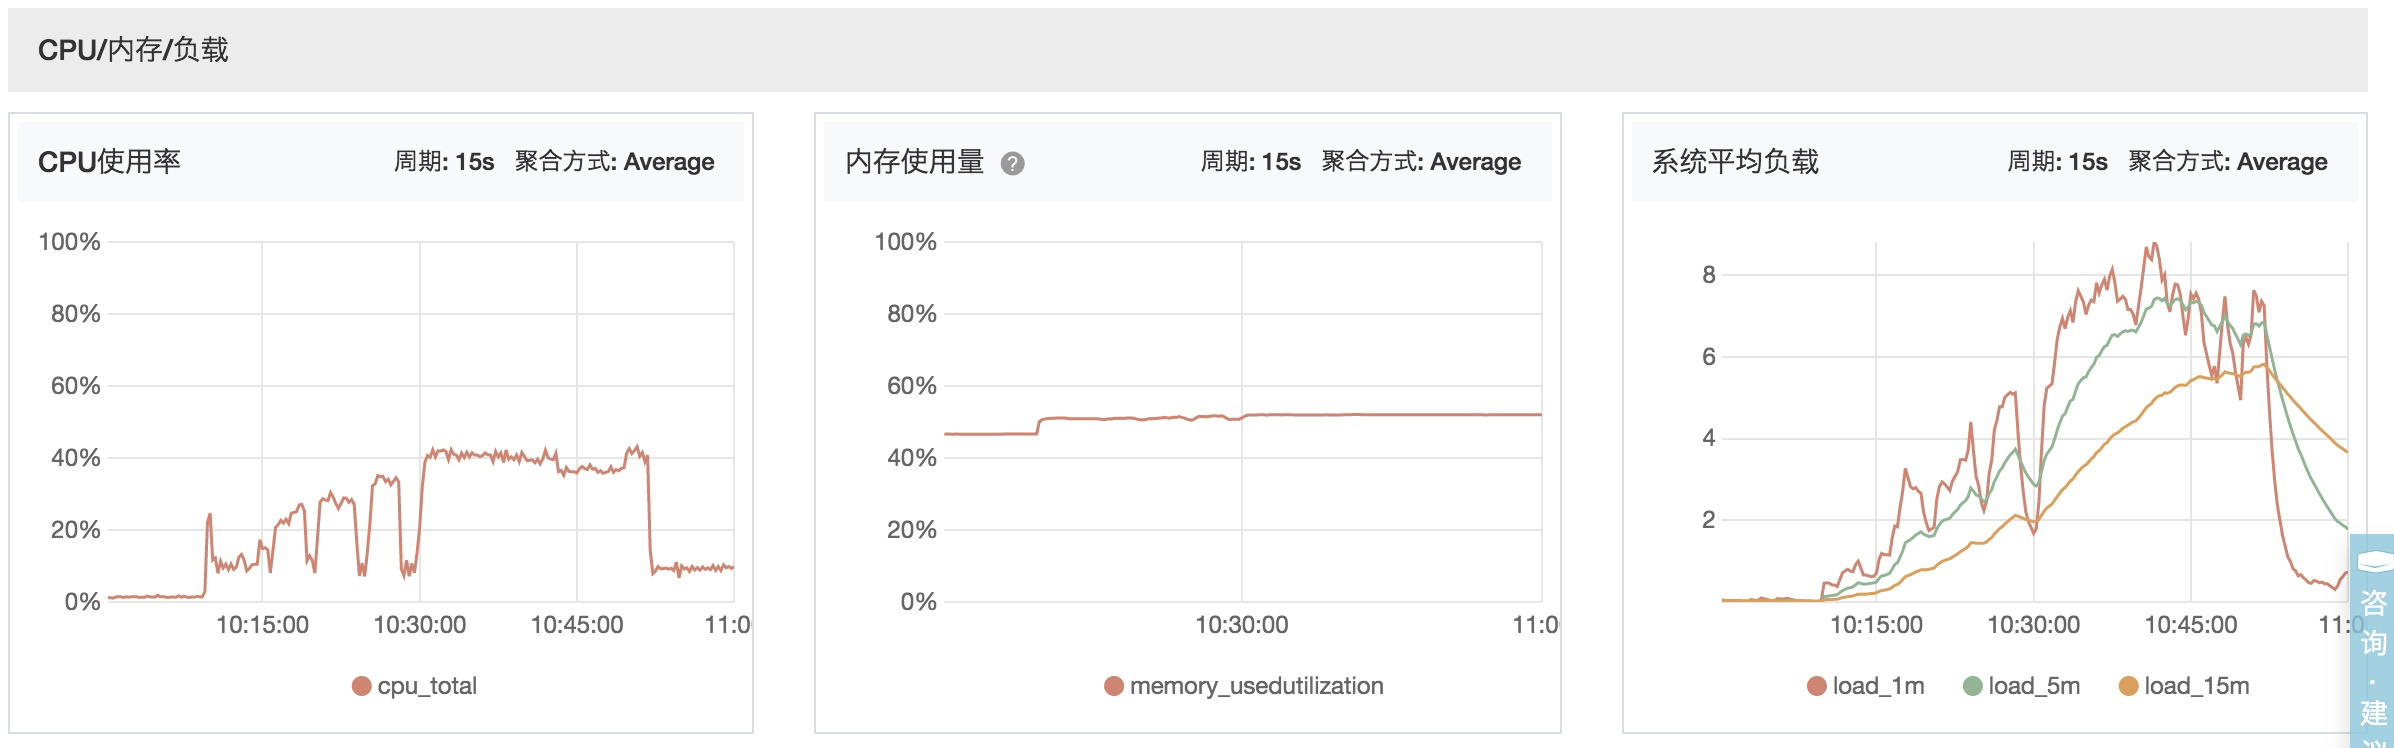 CPU/内存/负载
CPU使用率 周期: 15s 聚合方式: Average
100%
80%
60%
40%
20%
0%
10:15:00 10:30:00 10:45:00 11:0
cpu_total
内存使用量 ? 周期: 15s 聚合方式: Average
100%
80%
60%
40%
20%
0%
10:30:00 11:0
memory_usedutilization
系统平均负载 周期: 15s 聚合方式: Average
8
6
4
2
10:15:00 10:30:00 10:45:00 11:0
load_1m load_5m load_15m
咨
询
·
建